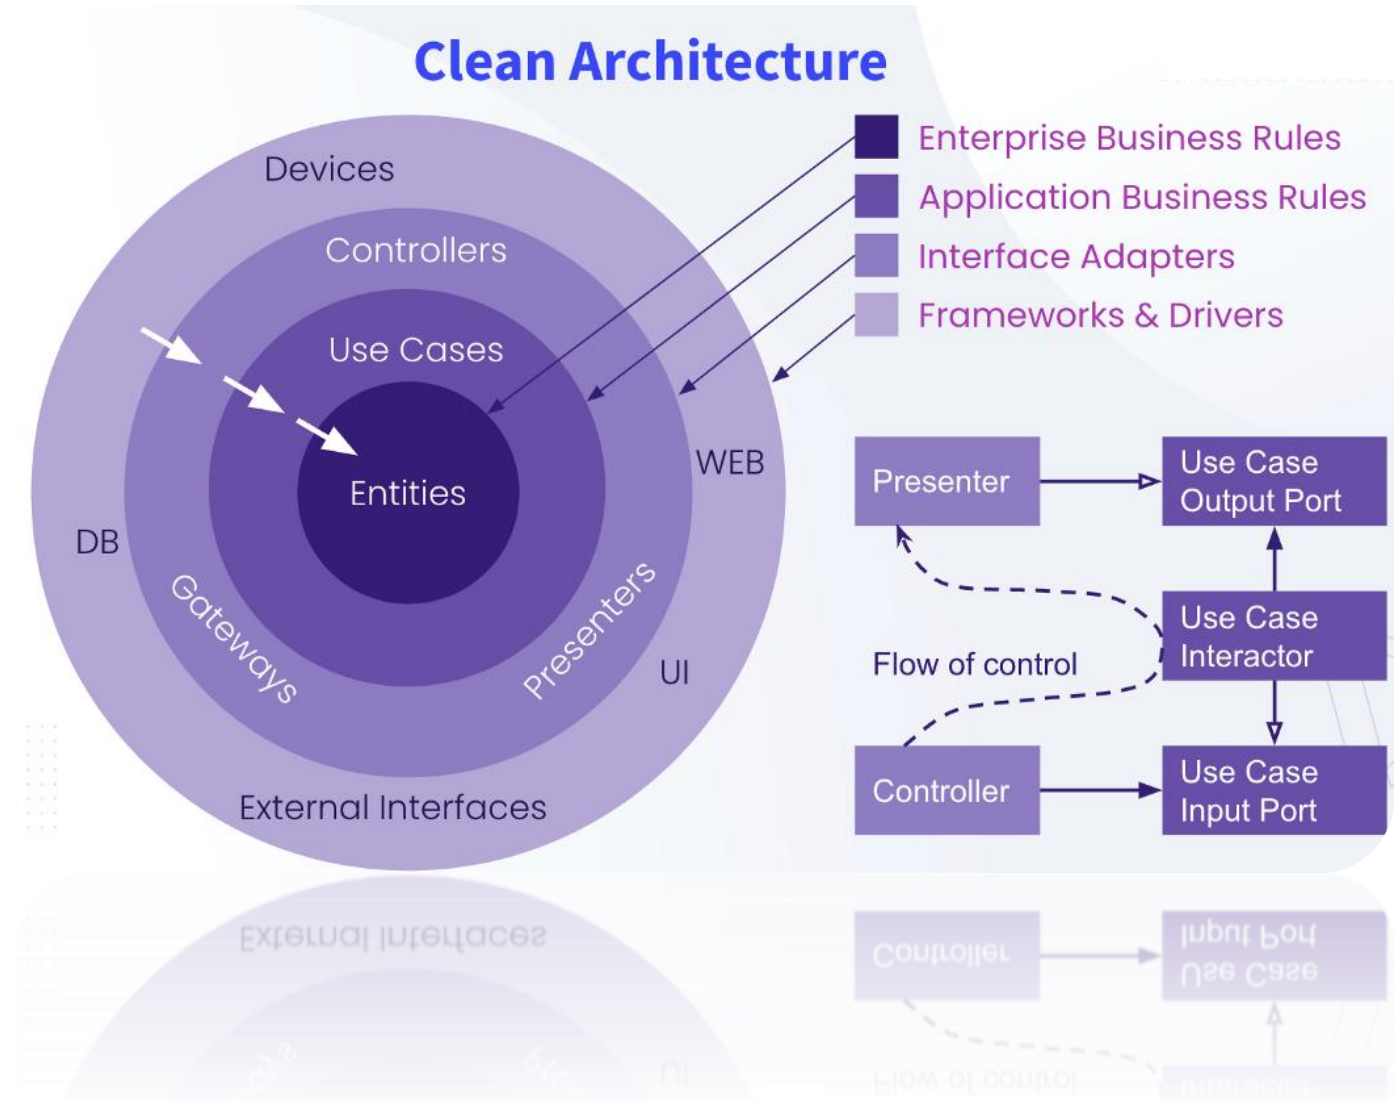 Clean Architecture
Devices
Controllers
Use Cases
Entities
WEB
DB
Gateways
Presenters
UI
External Interfaces
Enterprise Business Rules
Application Business Rules
Interface Adapters
Frameworks & Drivers
Presenter
Use Case
Output Port
Flow of control
Use Case
Interactor
Controller
Use Case
Input Port